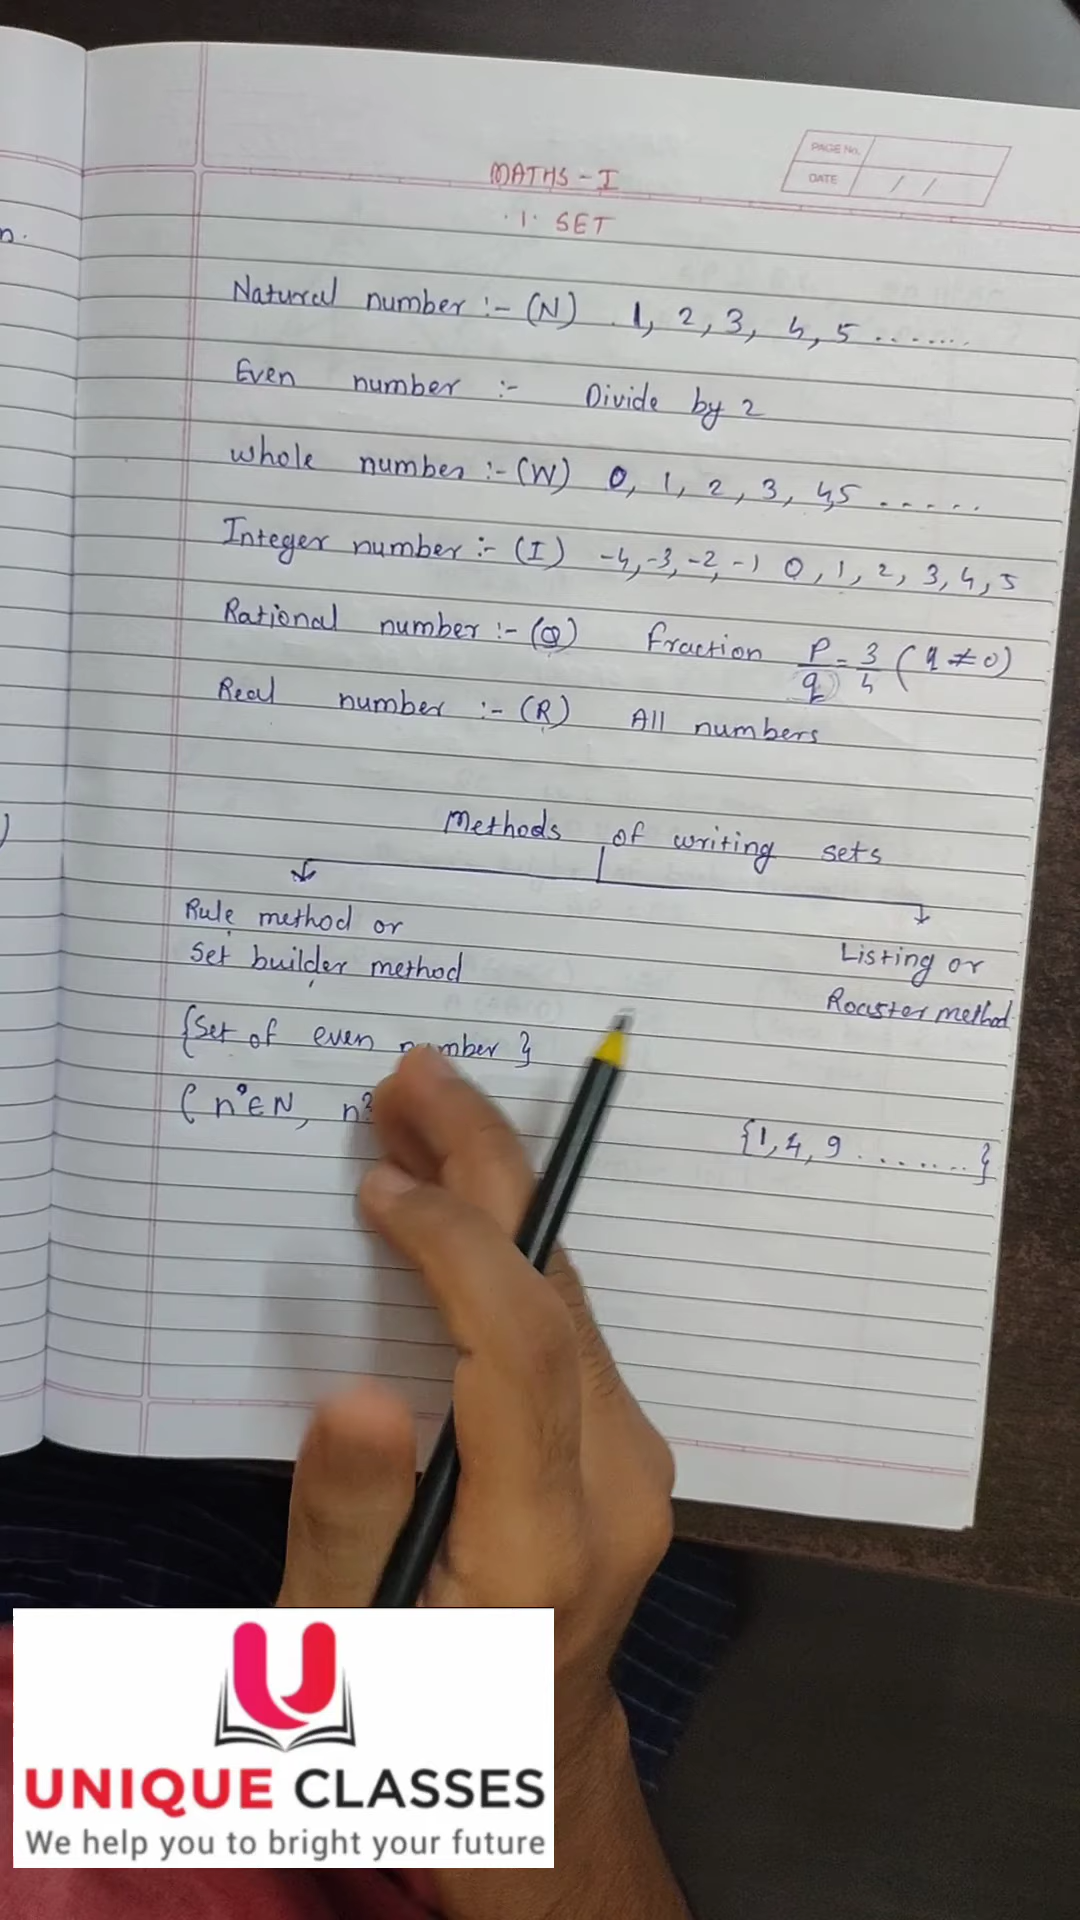 PAGE No.
DATE / /
MATHS - I
1. SET
n.
Natural number :- (N) 1, 2, 3, 4, 5 .......
Even number :- Divide by 2
Whole number :- (W) 0, 1, 2, 3, 4,5 .....
Integer number :- (I) -4,-3,-2,-1 0, 1, 2, 3, 4, 5
Rational number :- (Q) fraction p/q = 3/4 (q ≠ 0)
Real number :- (R) All numbers
)
Methods of writing sets
Rule method or
Set builder method
Listing or
Roaster method
{Set of even number }
( n°∈N, n²
{1, 4, 9 ....... }
UNIQUE CLASSES
We help you to bright your future